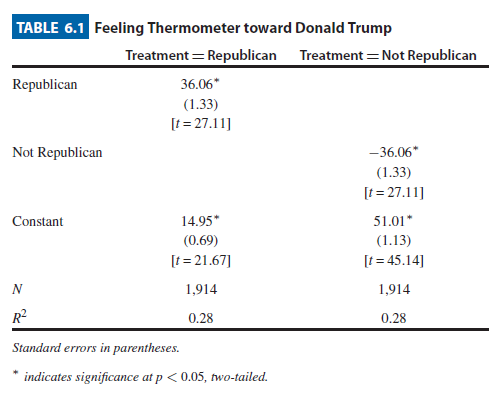 TABLE 6.1 Feeling Thermometer toward Donald Trump
Treatment = Republican Treatment = Not Republican
Republican 36.06*
(1.33)
[t = 27.11]
Not Republican −36.06*
(1.33)
[t = 27.11]
Constant 14.95* 51.01*
(0.69) (1.13)
[t = 21.67] [t = 45.14]
N 1,914 1,914
R² 0.28 0.28
Standard errors in parentheses.
* indicates significance at p < 0.05, two-tailed.